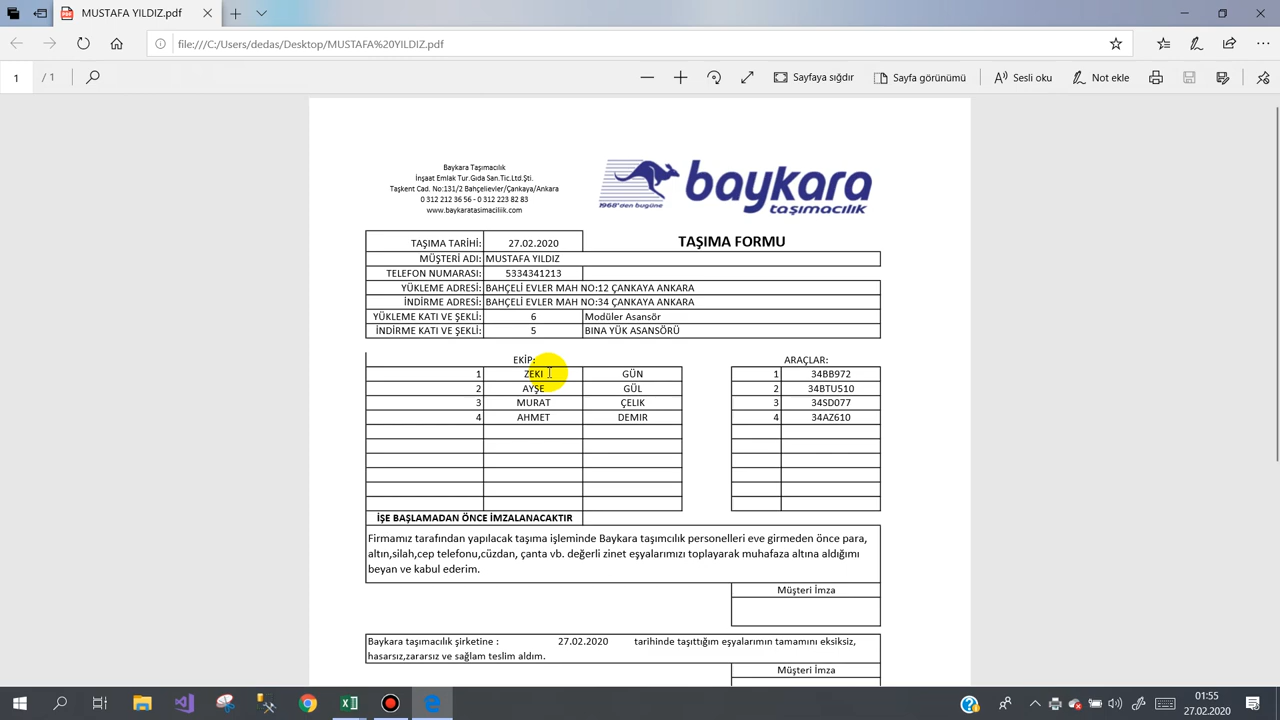 MUSTAFA YILDIZ.pdf
file:///C:/Users/dedas/Desktop/MUSTAFA%20YILDIZ.pdf
1 / 1
Sayfaya sığdır
Sayfa görünümü
Sesli oku
Not ekle
Baykara Taşımacılık
İnşaat Emlak Tur.Gıda San.Tic.Ltd.Şti.
Taşkent Cad. No:131/2 Bahçelievler/Çankaya/Ankara
0 312 212 36 56 - 0 312 223 82 83
www.baykaratasimaciliik.com
baykara
1968'den bugüne
taşımacılık
TAŞIMA TARİHİ: 27.02.2020 TAŞIMA FORMU
MÜŞTERİ ADI: MUSTAFA YILDIZ
TELEFON NUMARASI: 5334341213
YÜKLEME ADRESİ: BAHÇELİ EVLER MAH NO:12 ÇANKAYA ANKARA
İNDİRME ADRESİ: BAHÇELİ EVLER MAH NO:34 ÇANKAYA ANKARA
YÜKLEME KATI VE ŞEKLİ: 6 Modüler Asansör
İNDİRME KATI VE ŞEKLİ: 5 BINA YÜK ASANSÖRÜ
EKİP: ARAÇLAR:
1 ZEKI GÜN 1 34BB972
2 AYŞE GÜL 2 34BTU510
3 MURAT ÇELIK 3 34SD077
4 AHMET DEMIR 4 34AZ610
İŞE BAŞLAMADAN ÖNCE İMZALANACAKTIR
Firmamız tarafından yapılacak taşıma işleminde Baykara taşımcılık personelleri eve girmeden önce para,
altın,silah,cep telefonu,cüzdan, çanta vb. değerli zinet eşyalarımızı toplayarak muhafaza altına aldığımı
beyan ve kabul ederim.
Müşteri İmza
Baykara taşımacılık şirketine : 27.02.2020 tarihinde taşıttığım eşyalarımın tamamını eksiksiz,
hasarsız,zararsız ve sağlam teslim aldım.
Müşteri İmza
01:55
27.02.2020